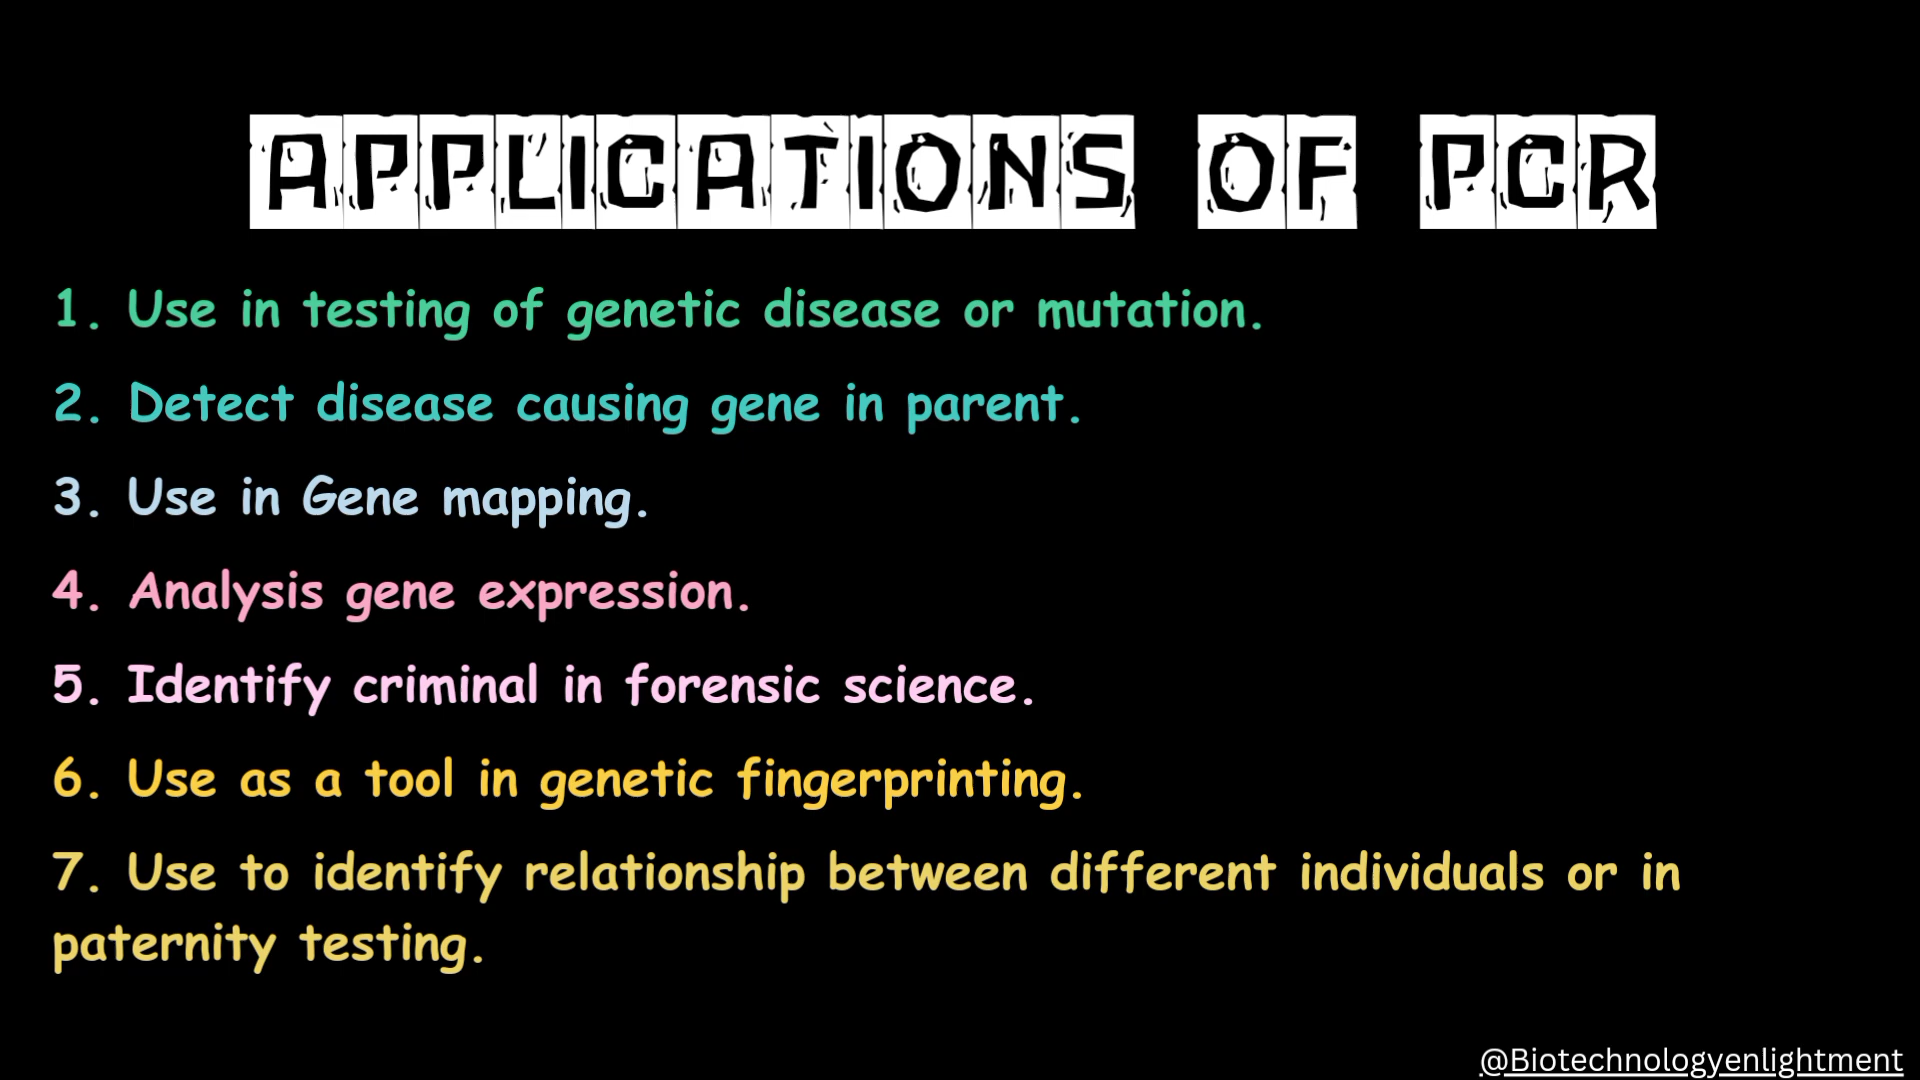 APPLICATIONS OF PCR
1. Use in testing of genetic disease or mutation.
2. Detect disease causing gene in parent.
3. Use in Gene mapping.
4. Analysis gene expression.
5. Identify criminal in forensic science.
6. Use as a tool in genetic fingerprinting.
7. Use to identify relationship between different individuals or in
paternity testing.
@Biotechnologyenlightment